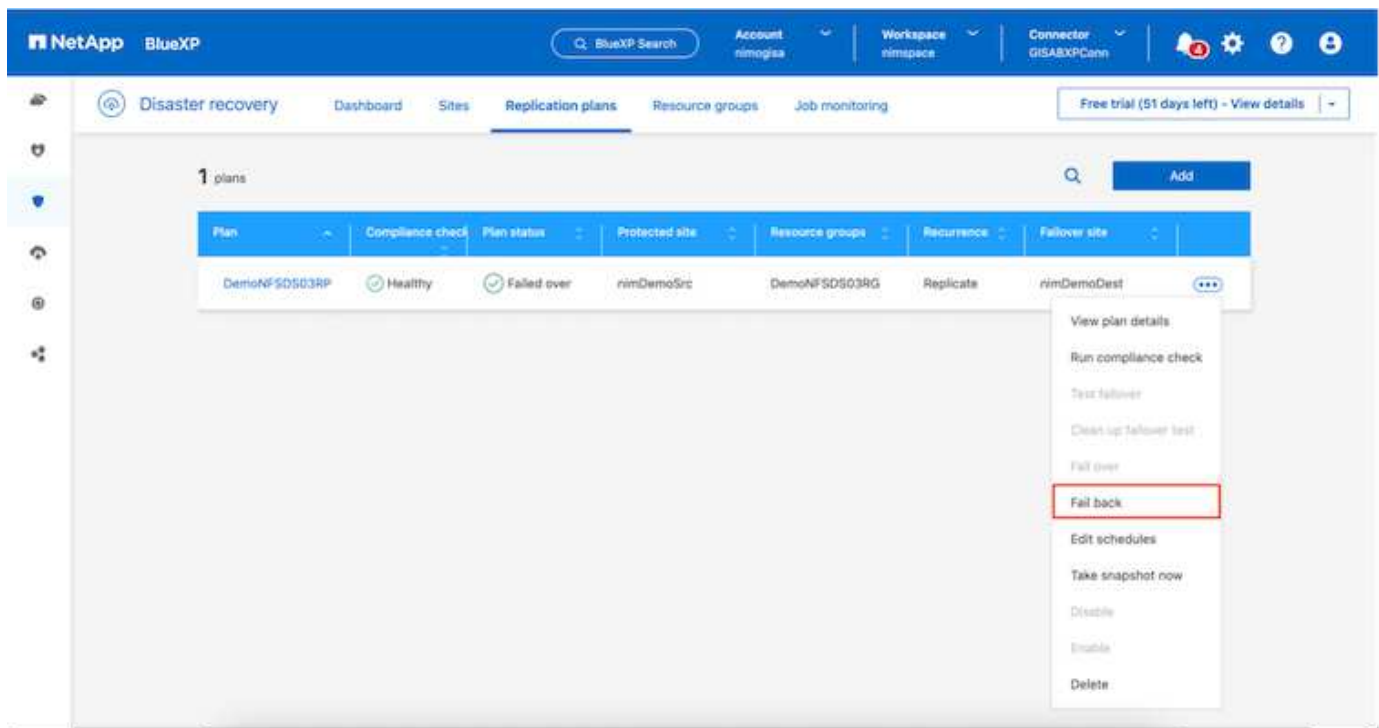 NetApp BlueXP
BlueXP Search
Account
nimogisa
Workspace
nimspace
Connector
GISABXPConn
4
Disaster recovery Dashboard Sites Replication plans Resource groups Job monitoring Free trial (51 days left) - View details
1 plans
Add
Plan Compliance check Plan status Protected site Resource groups Recurrence Failover site
DemoNFSDS03RP Healthy Failed over nimDemoSrc DemoNFSDS03RG Replicate nimDemoDest
View plan details
Run compliance check
Test failover
Clean up failover test
Fail over
Fail back
Edit schedules
Take snapshot now
Disable
Enable
Delete